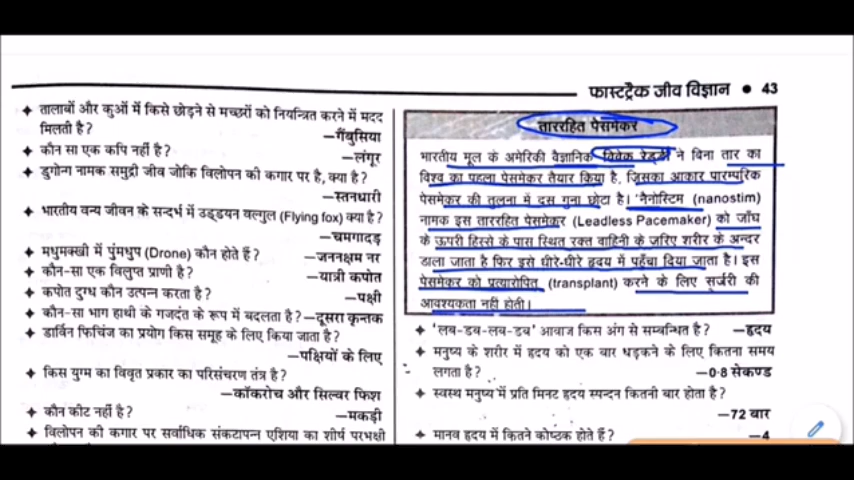 फास्टट्रैक जीव विज्ञान ● 43
✦ तालाबों और कुओं में किसे छोड़ने से मच्छरों को नियन्त्रित करने में मदद
मिलती है? —गैंबुसिया
✦ कौन सा एक कपि नहीं है? —लंगूर
✦ डुगोन्ग नामक समुद्री जीव जोकि विलोपन की कगार पर है, क्या है?
—स्तनधारी
✦ भारतीय वन्य जीवन के सन्दर्भ में उड्डयन वल्गुल (Flying fox) क्या है?
—चमगादड़
✦ मधुमक्खी में पुंमधुप (Drone) कौन होते हैं? —जननक्षम नर
✦ कौन-सा एक विलुप्त प्राणी है? —यात्री कपोत
✦ कपोत दुग्ध कौन उत्पन्न करता है? —पक्षी
✦ कौन-सा भाग हाथी के गजदंत के रूप में बदलता है? —दूसरा कृन्तक
✦ डार्विन फिंचिज का प्रयोग किस समूह के लिए किया जाता है?
—पक्षियों के लिए
✦ किस युग्म का विवृत प्रकार का परिसंचरण तंत्र है?
—कॉकरोच और सिल्वर फिश
✦ कौन कीट नहीं है? —मकड़ी
✦ विलोपन की कगार पर सर्वाधिक संकटापन्न एशिया का शीर्ष परभक्षी
ताररहित पेसमेकर
भारतीय मूल के अमेरिकी वैज्ञानिक विवेक रेड्डी ने बिना तार का
विश्व का पहला पेसमेकर तैयार किया है, जिसका आकार पारम्परिक
पेसमेकर की तुलना में दस गुना छोटा है। नैनोस्टिम (nanostim)
नामक इस ताररहित पेसमेकर (Leadless Pacemaker) को जाँघ
के ऊपरी हिस्से के पास स्थित रक्त वाहिनी के जरिए शरीर के अन्दर
डाला जाता है फिर इसे धीरे-धीरे हृदय में पहुँचा दिया जाता है। इस
पेसमेकर को प्रत्यारोपित (transplant) करने के लिए सर्जरी की
आवश्यकता नहीं होती।
✦ 'लब-डब-लब-डब' आवाज किस अंग से सम्बन्धित है? —हृदय
✦ मनुष्य के शरीर में हृदय को एक बार धड़कने के लिए कितना समय
लगता है? —0·8 सेकण्ड
✦ स्वस्थ मनुष्य में प्रति मिनट हृदय स्पन्दन कितनी बार होता है?
—72 बार
✦ मानव हृदय में कितने कोष्ठक होते हैं? —4